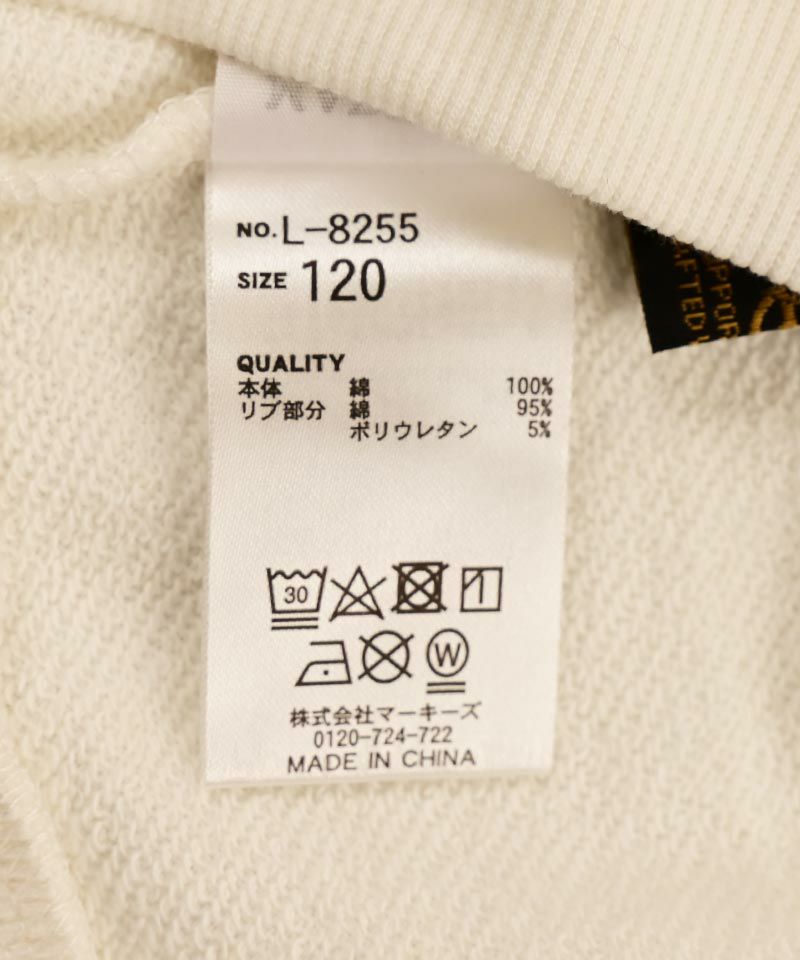 NO. L-8255
SIZE 120
QUALITY
本体 綿 100%
リブ部分 綿 95%
ポリウレタン 5%
30
W
株式会社マーキーズ
0120-724-722
MADE IN CHINA